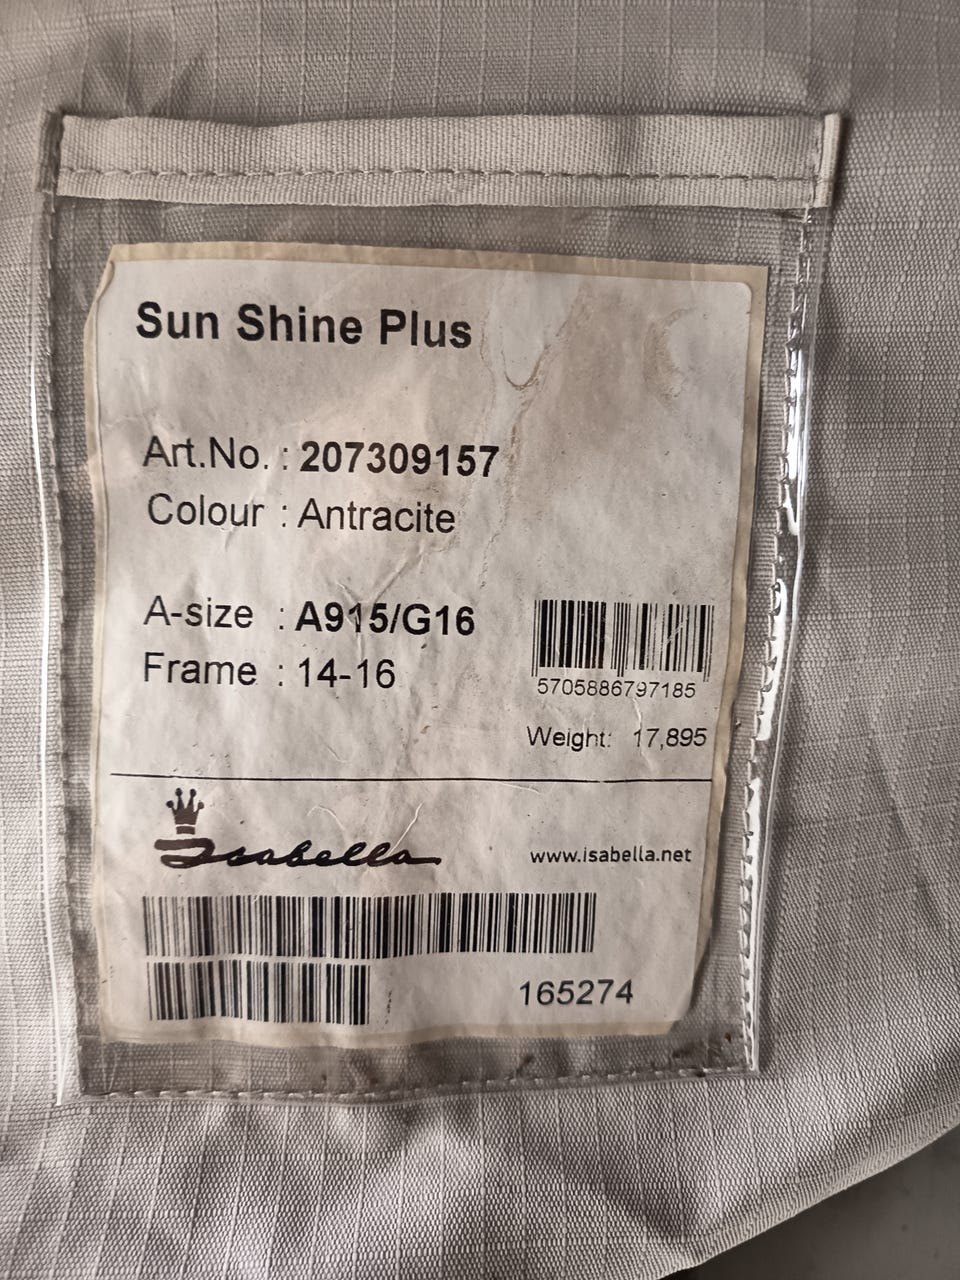 Sun Shine Plus
Art.No. : 207309157
Colour : Antracite
A-size : A915/G16
Frame : 14-16
5705886797185
Weight: 17,895
Isabella
www.isabella.net
165274